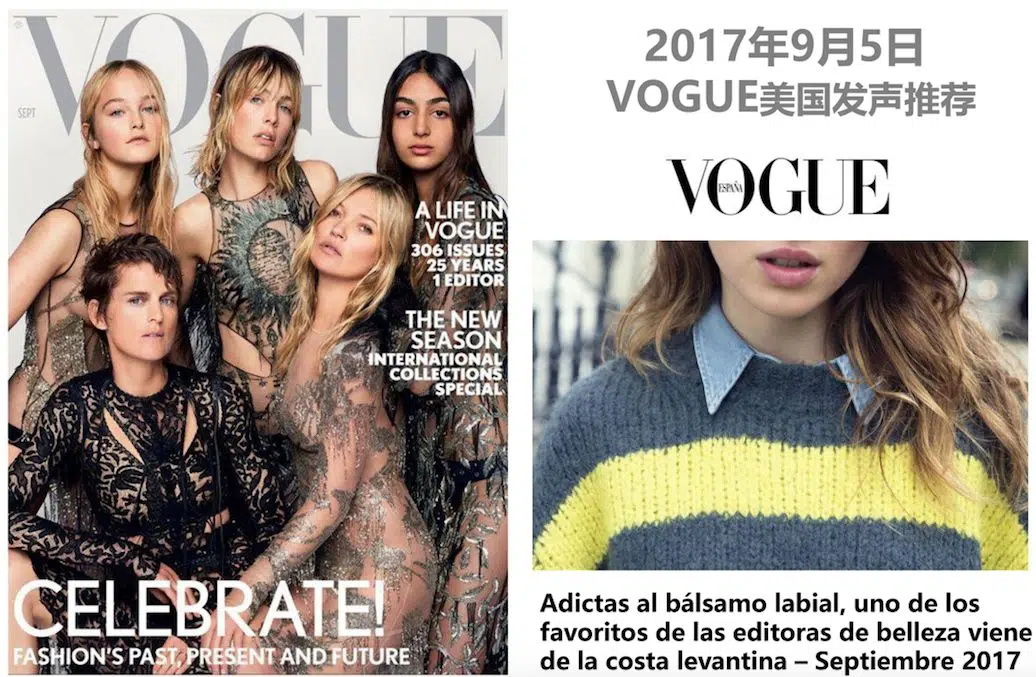 VOGUE
SEPT
A LIFE IN
VOGUE
306 ISSUES
25 YEARS
1 EDITOR
THE NEW
SEASON
INTERNATIONAL
COLLECTIONS
SPECIAL
CELEBRATE!
FASHION'S PAST, PRESENT AND FUTURE
2017年9月5日
VOGUE美国发声推荐
VOGUE
ESPAÑA
Adictas al bálsamo labial, uno de los
favoritos de las editoras de belleza viene
de la costa levantina – Septiembre 2017